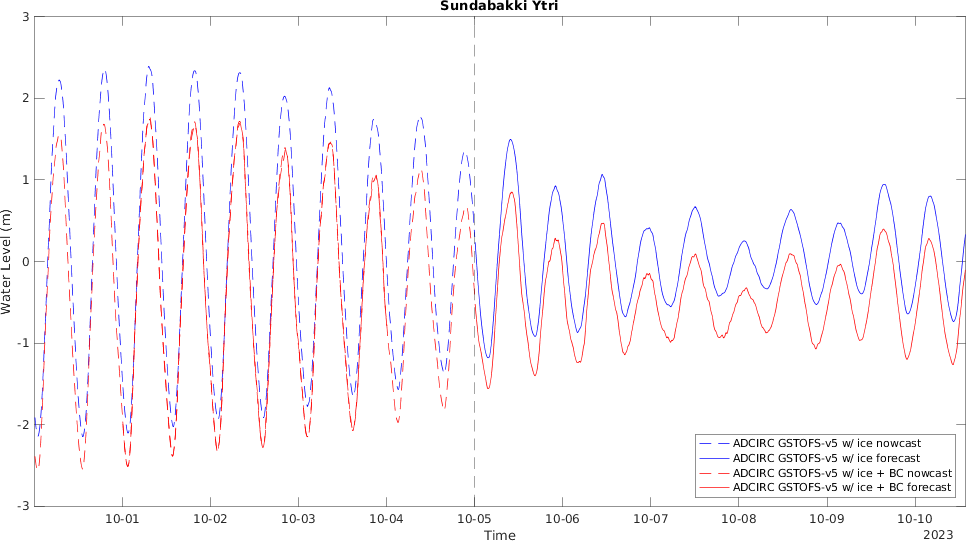 Sundabakki Ytri
3
2
1
0
-1
-2
-3
Water Level (m)
10-01 10-02 10-03 10-04 10-05 10-06 10-07 10-08 10-09 10-10
Time
2023
ADCIRC GSTOFS-v5 w/ ice nowcast
ADCIRC GSTOFS-v5 w/ ice forecast
ADCIRC GSTOFS-v5 w/ ice + BC nowcast
ADCIRC GSTOFS-v5 w/ ice + BC forecast